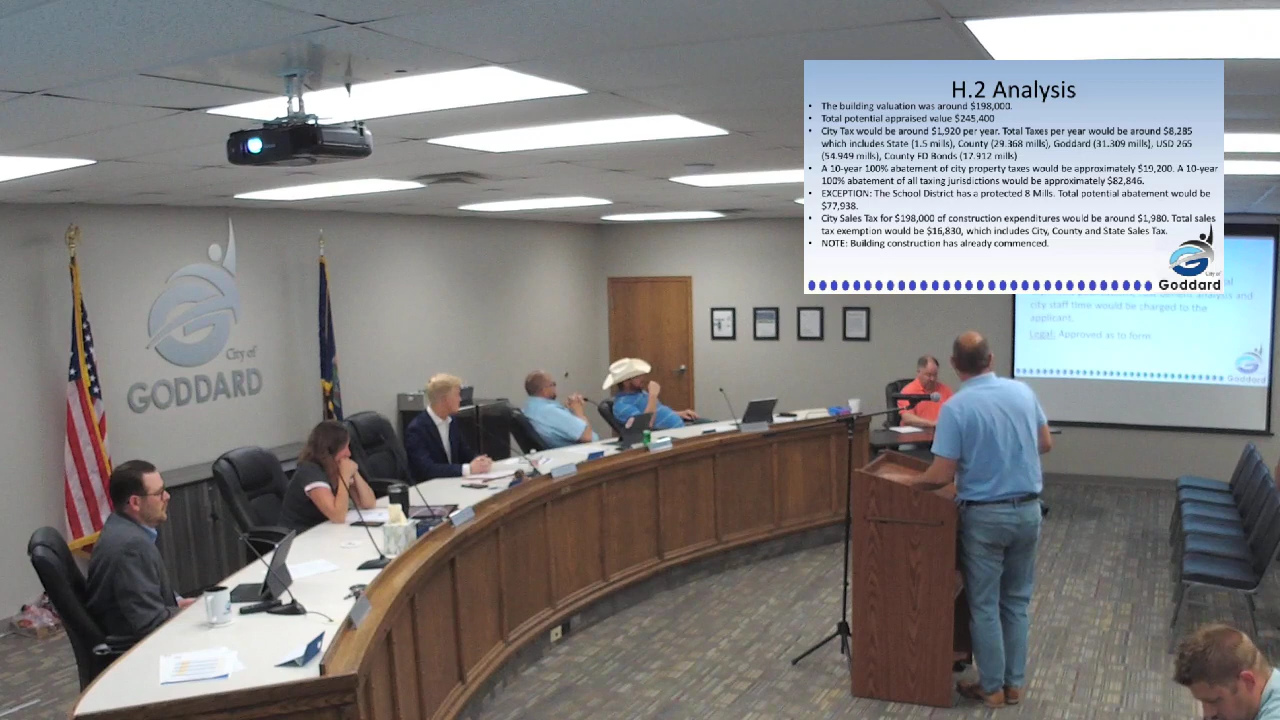 H.2 Analysis
• The building valuation was around $198,000.
• Total potential appraised value $245,400
• City Tax would be around $1,920 per year. Total Taxes per year would be around $8,285
which includes State (1.5 mills), County (29.368 mills), Goddard (31.309 mills), USD 265
(54.949 mills), County FD Bonds (17.912 mills)
• A 10-year 100% abatement of city property taxes would be approximately $19,200. A 10-year
100% abatement of all taxing jurisdictions would be approximately $82,846.
• EXCEPTION: The School District has a protected 8 Mills. Total potential abatement would be
$77,938.
• City Sales Tax for $198,000 of construction expenditures would be around $1,980. Total sales
tax exemption would be $16,830, which includes City, County and State Sales Tax.
• NOTE: Building construction has already commenced.
City of
Goddard
city staff time would be charged to the
applicant.
Legal: Approved as to form
Goddard
City of
GODDARD